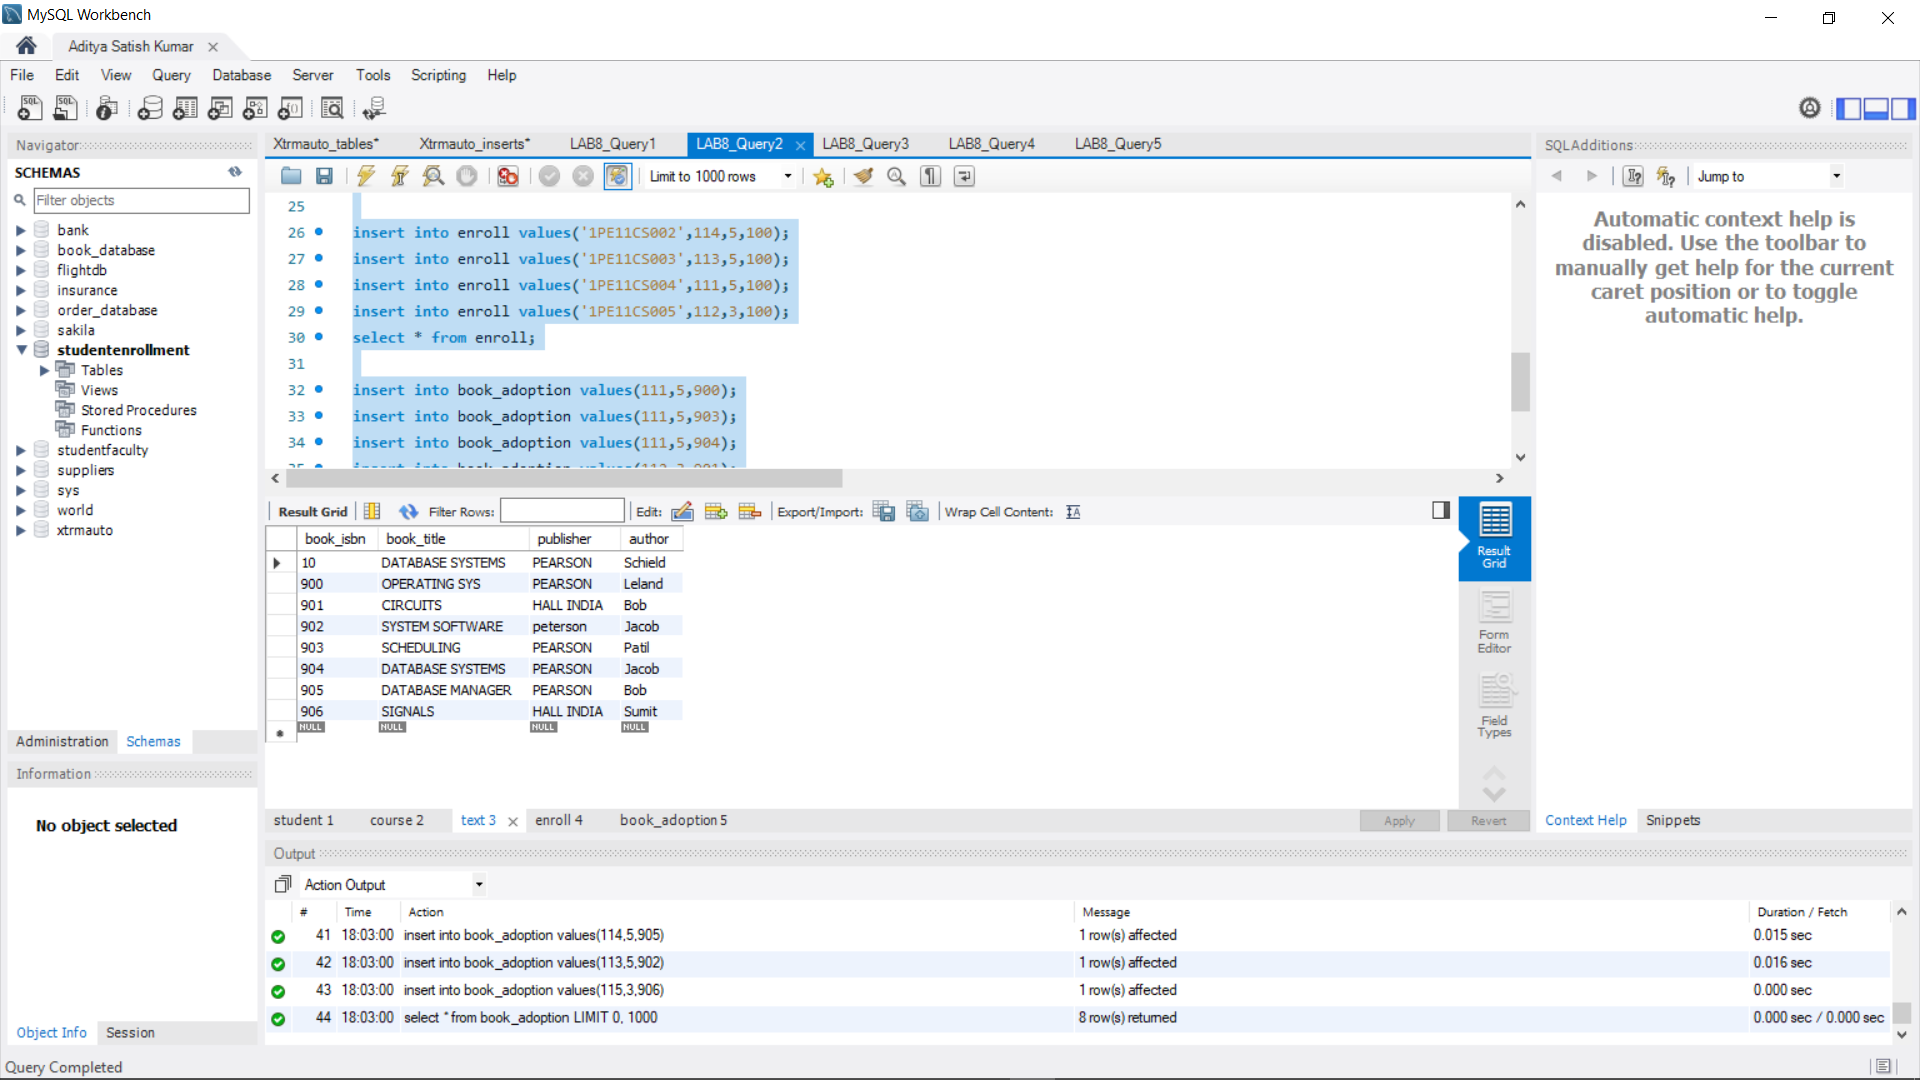 MySQL Workbench
Aditya Satish Kumar
File Edit View Query Database Server Tools Scripting Help
Navigator
SCHEMAS
Filter objects
bank
book_database
flightdb
insurance
order_database
sakila
studentenrollment
Tables
Views
Stored Procedures
Functions
studentfaculty
suppliers
sys
world
xtrmauto
Administration Schemas
Information
No object selected
Object Info Session
Query Completed
Xtrmauto_tables* Xtrmauto_inserts* LAB8_Query1 LAB8_Query2 LAB8_Query3 LAB8_Query4 LAB8_Query5
Limit to 1000 rows
25
26 insert into enroll values('1PE11CS002',114,5,100);
27 insert into enroll values('1PE11CS003',113,5,100);
28 insert into enroll values('1PE11CS004',111,5,100);
29 insert into enroll values('1PE11CS005',112,3,100);
30 select * from enroll;
31
32 insert into book_adoption values(111,5,900);
33 insert into book_adoption values(111,5,903);
34 insert into book_adoption values(111,5,904);
35 insert into book_adoption values(112,3,901);
Result Grid Filter Rows: Edit: Export/Import: Wrap Cell Content:
book_isbn book_title publisher author
10 DATABASE SYSTEMS PEARSON Schield
900 OPERATING SYS PEARSON Leland
901 CIRCUITS HALL INDIA Bob
902 SYSTEM SOFTWARE peterson Jacob
903 SCHEDULING PEARSON Patil
904 DATABASE SYSTEMS PEARSON Jacob
905 DATABASE MANAGER PEARSON Bob
906 SIGNALS HALL INDIA Sumit
NULL NULL NULL NULL
Result
Grid
Form
Editor
Field
Types
student 1 course 2 text 3 enroll 4 book_adoption 5
Apply Revert
Output
Action Output
# Time Action Message Duration / Fetch
41 18:03:00 insert into book_adoption values(114,5,905) 1 row(s) affected 0.015 sec
42 18:03:00 insert into book_adoption values(113,5,902) 1 row(s) affected 0.016 sec
43 18:03:00 insert into book_adoption values(115,3,906) 1 row(s) affected 0.000 sec
44 18:03:00 select * from book_adoption LIMIT 0, 1000 8 row(s) returned 0.000 sec / 0.000 sec
SQLAdditions
Jump to
Automatic context help is
disabled. Use the toolbar to
manually get help for the current
caret position or to toggle
automatic help.
Context Help Snippets